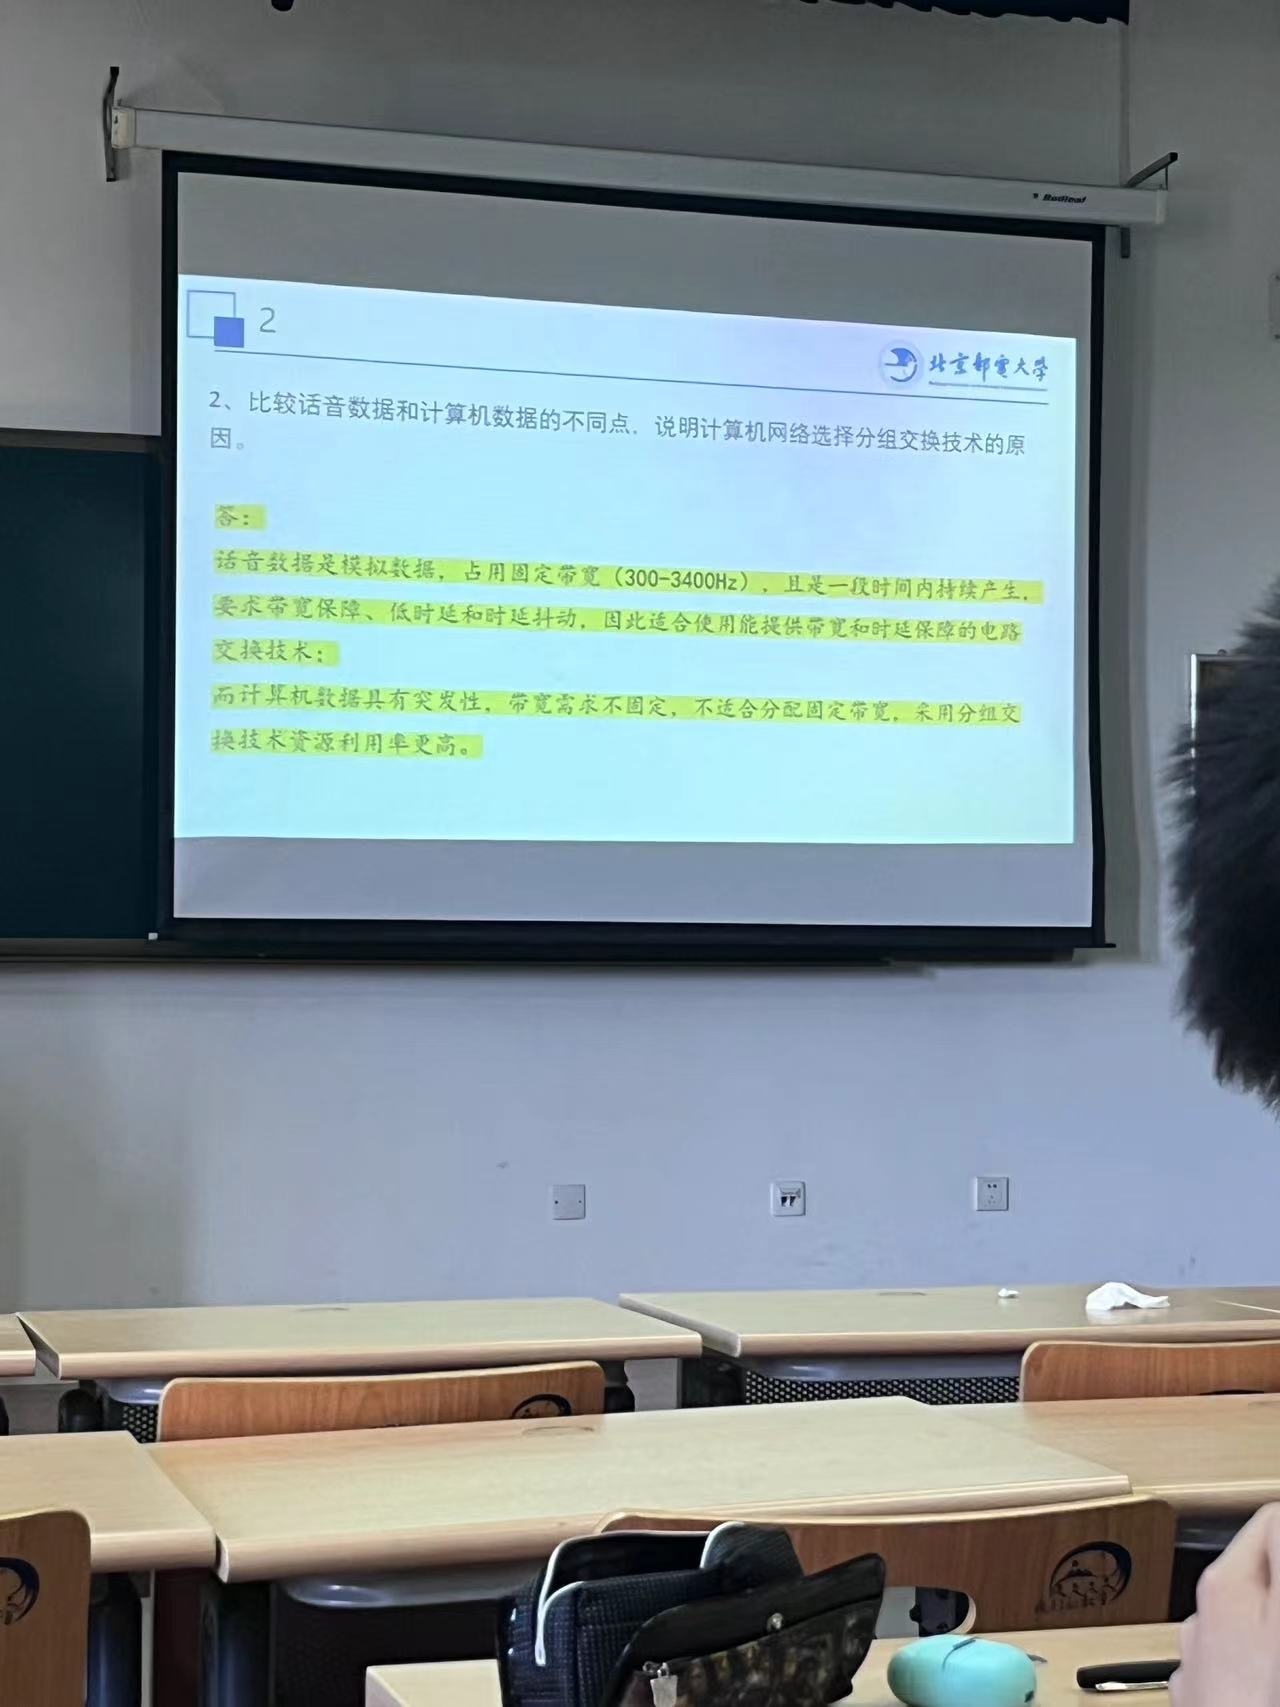 Redleaf
2
北京邮电大学
2、比较话音数据和计算机数据的不同点,说明计算机网络选择分组交换技术的原
因。
答:
话音数据是模拟数据,占用固定带宽(300-3400Hz),且是一段时间内持续产生,
要求带宽保障、低时延和时延抖动,因此适合使用能提供带宽和时延保障的电路
交换技术;
而计算机数据具有突发性,带宽需求不固定,不适合分配固定带宽,采用分组交
换技术资源利用率更高。